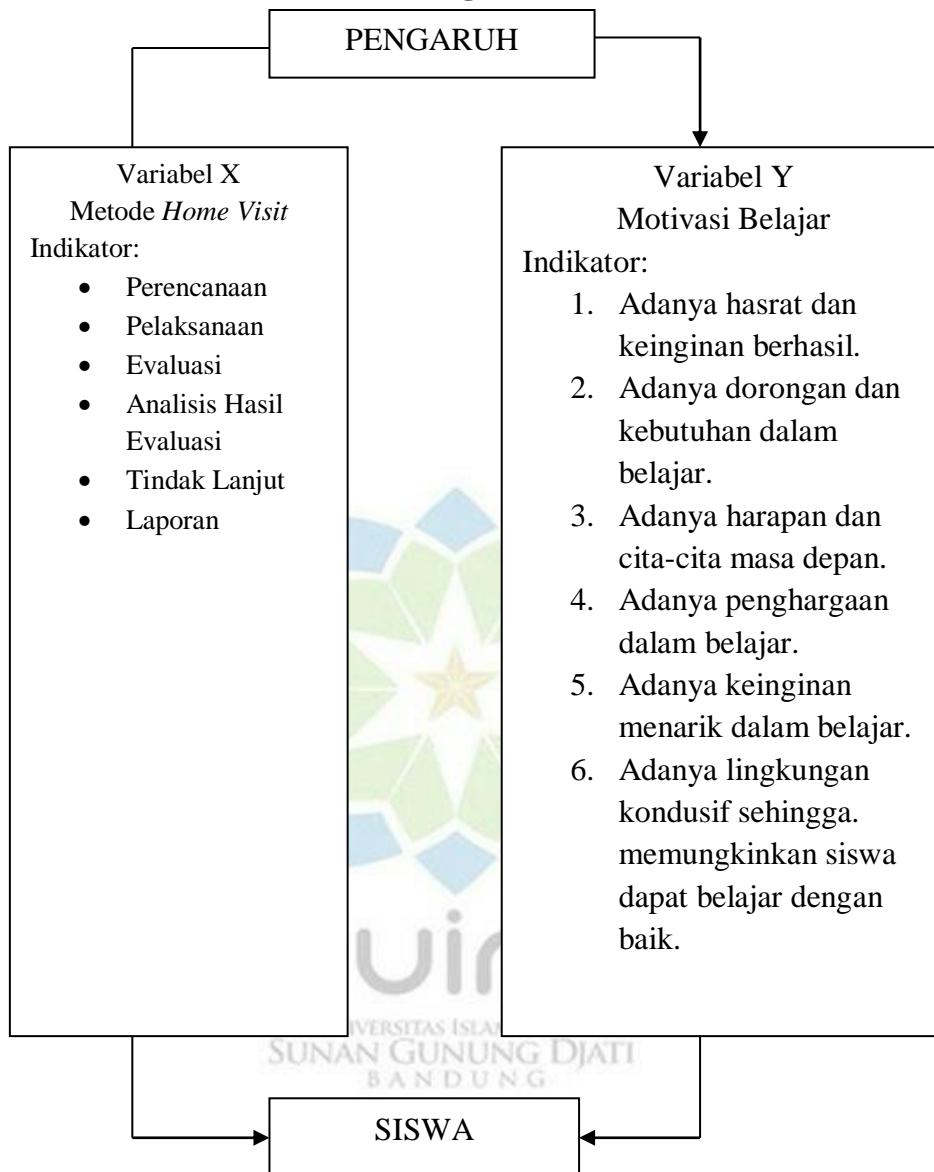 PENGARUH
Variabel X
Metode Home Visit
Indikator:
• Perencanaan
• Pelaksanaan
• Evaluasi
• Analisis Hasil
Evaluasi
• Tindak Lanjut
• Laporan
Variabel Y
Motivasi Belajar
Indikator:
1. Adanya hasrat dan
keinginan berhasil.
2. Adanya dorongan dan
kebutuhan dalam
belajar.
3. Adanya harapan dan
cita-cita masa depan.
4. Adanya penghargaan
dalam belajar.
5. Adanya keinginan
menarik dalam belajar.
6. Adanya lingkungan
kondusif sehingga.
memungkinkan siswa
dapat belajar dengan
baik.
SUNAN GUNUNG DJATI
BANDUNG
SISWA